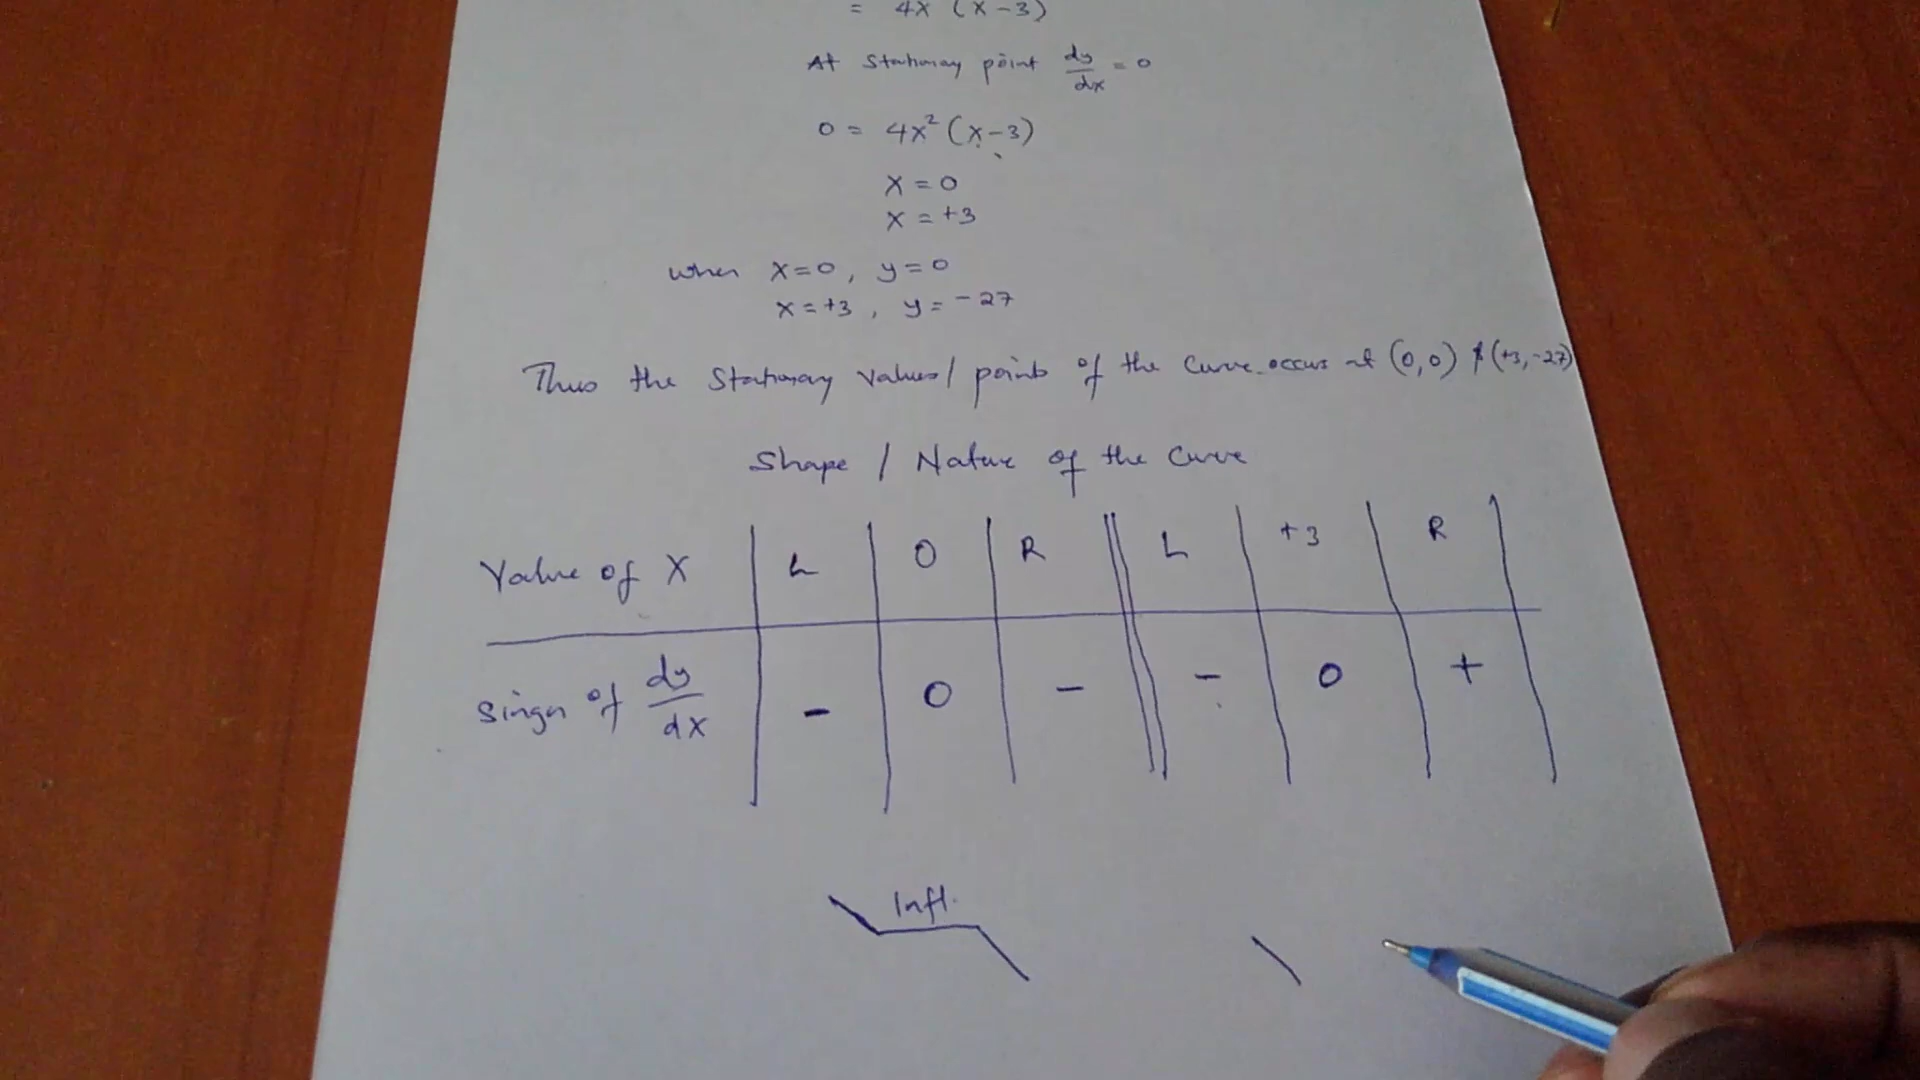 = 4x (x-3)
At Stationary point dy/dx = 0
0 = 4x² (x-3)
x = 0
x = +3
when x=0, y=0
x=+3, y=-27
Thus the Stationary values/ points of the Curve occurs at (0,0) & (+3,-27)
Shape / Nature of the Curve
Value of X L O R L +3 R
Singn of dy/dx - 0 - - 0 +
Infl.